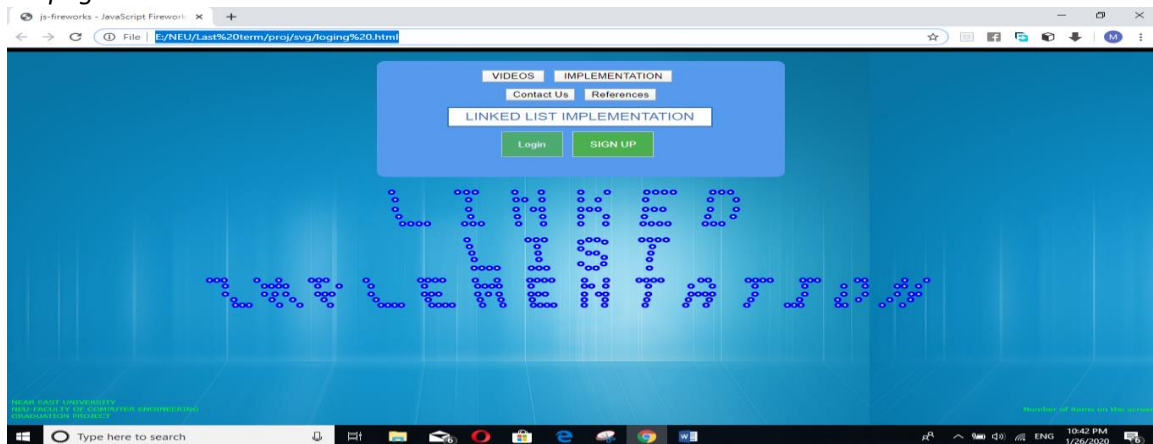 js-fireworks - JavaScript Firework
File | E:/NEU/Last%20term/proj/svg/loging%20.html
M
VIDEOS IMPLEMENTATION
Contact Us References
LINKED LIST IMPLEMENTATION
Login SIGN UP
LINKED
LIST
IMPLEMENTATION
NEAR EAST UNIVERSITY
NEU-FACULTY OF COMPUTER ENGINEERING
GRADUATION PROJECT
Number of items on the screen
Type here to search
ENG
10:42 PM
1/26/2020